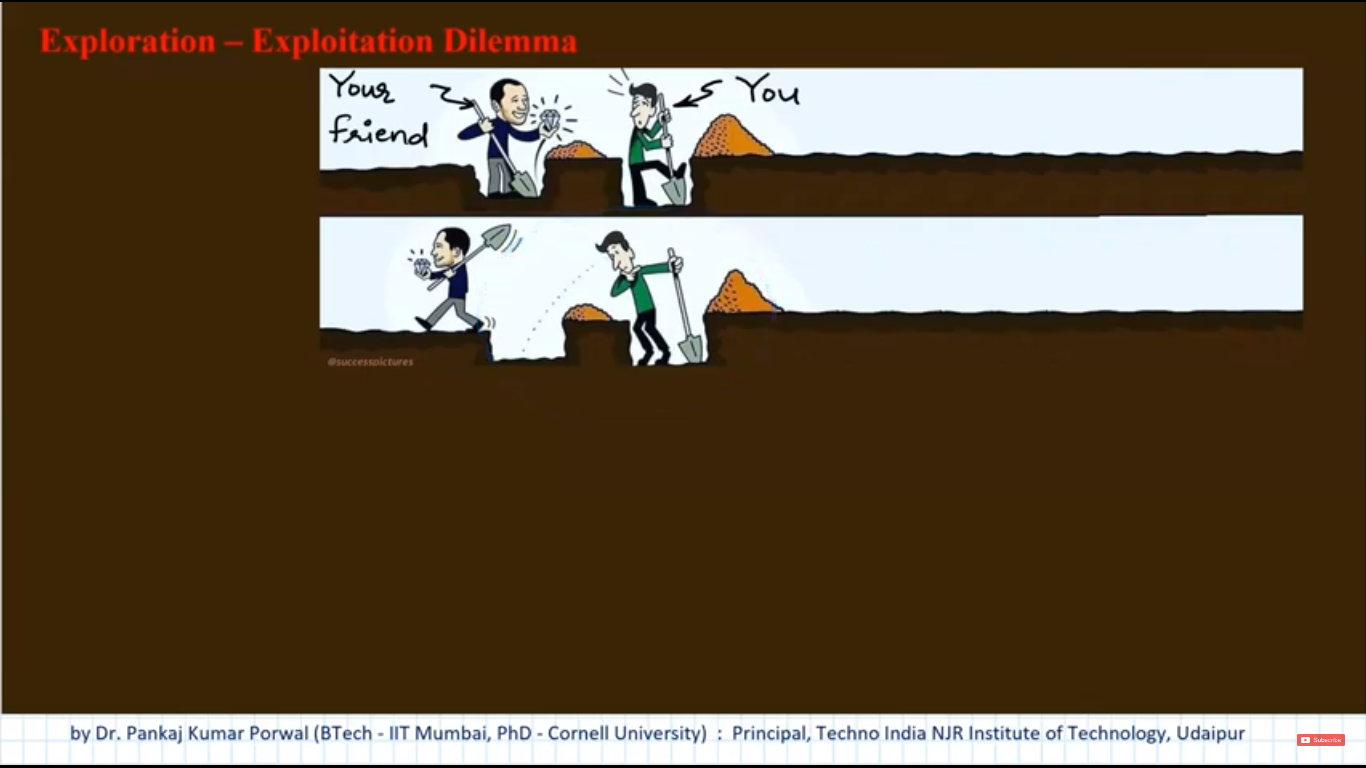 Exploration – Exploitation Dilemma
Your
friend
You
@successpictures
by Dr. Pankaj Kumar Porwal (BTech - IIT Mumbai, PhD - Cornell University) : Principal, Techno India NJR Institute of Technology, Udaipur
Subscribe